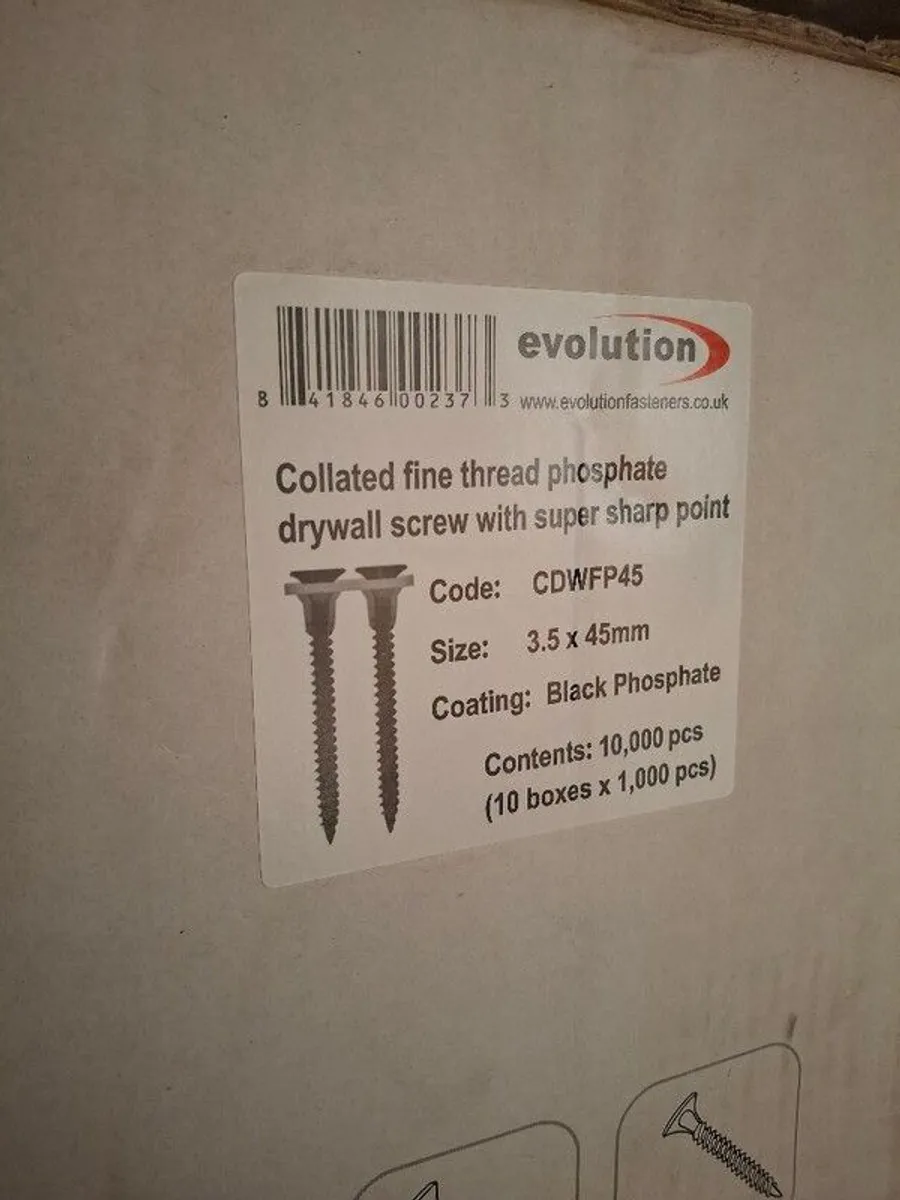 evolution
8 41846 00237 3 www.evolutionfasteners.co.uk
Collated fine thread phosphate
drywall screw with super sharp point
Code: CDWFP45
Size: 3.5 x 45mm
Coating: Black Phosphate
Contents: 10,000 pcs
(10 boxes x 1,000 pcs)